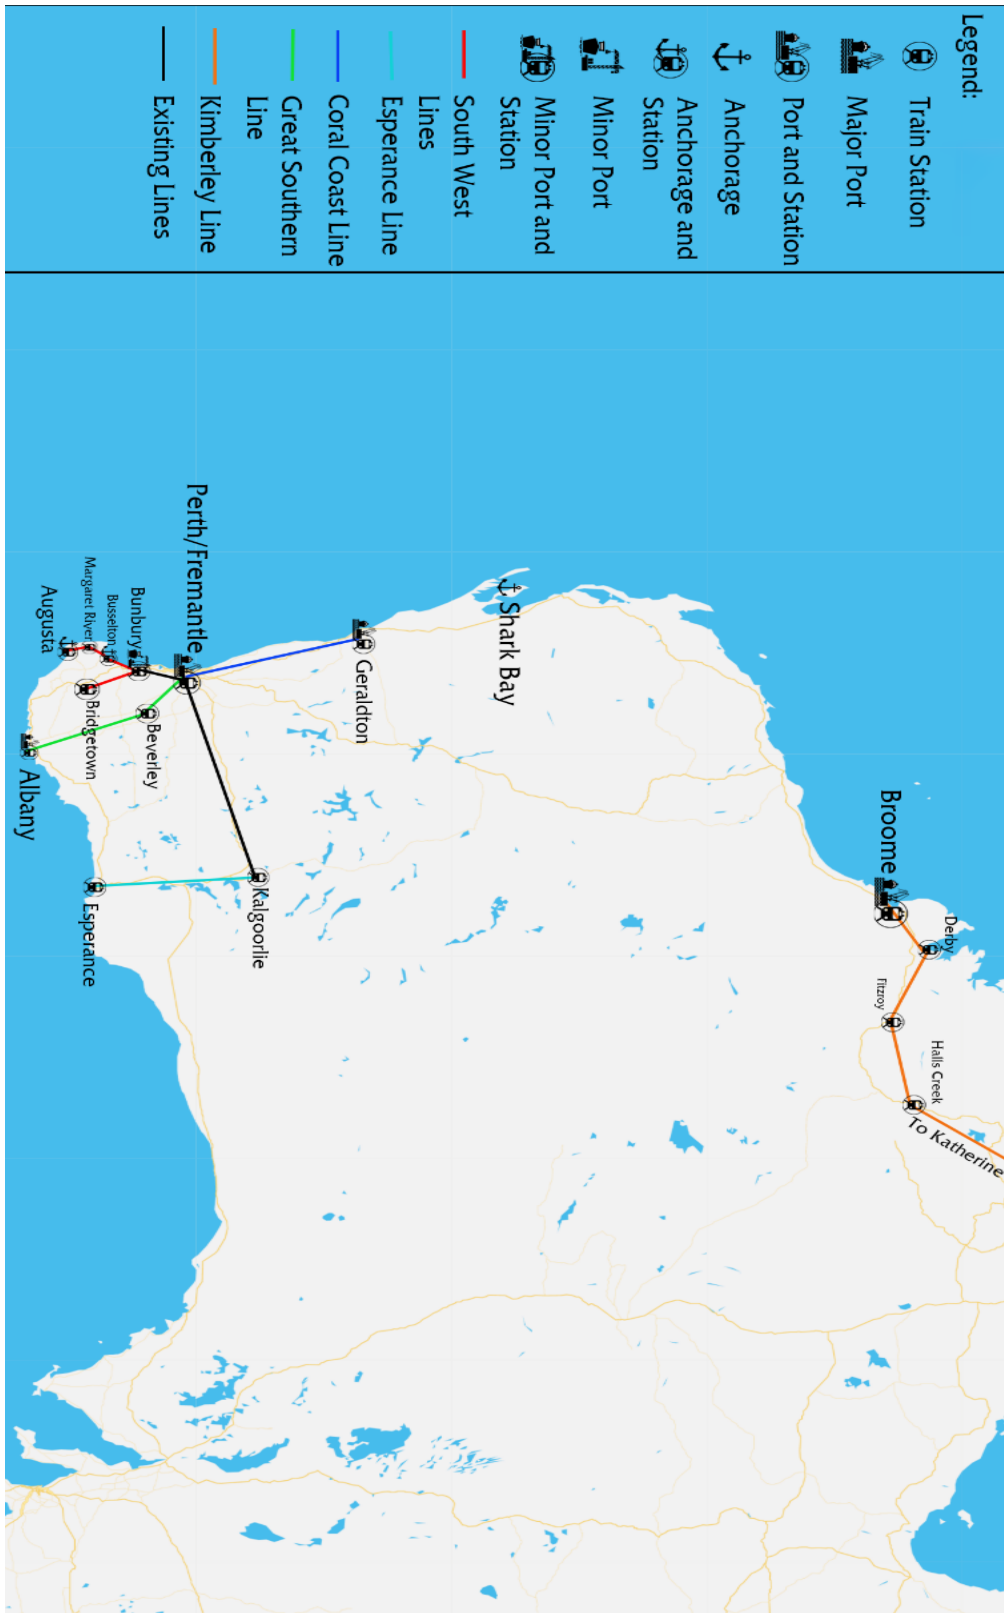 Legend:
Train Station
Major Port
Port and Station
Anchorage
Anchorage and
Station
Minor Port
Minor Port and
Station
South West
Lines
Esperance Line
Coral Coast Line
Great Southern
Line
Kimberley Line
Existing Lines
Broome
Derby
Fitzroy
Halls Creek
To Katherine
Shark Bay
Geraldton
Kalgoorlie
Perth/Fremantle
Beverley
Bunbury
Busselton
Bridgetown
Margaret River
Esperance
Augusta
Albany